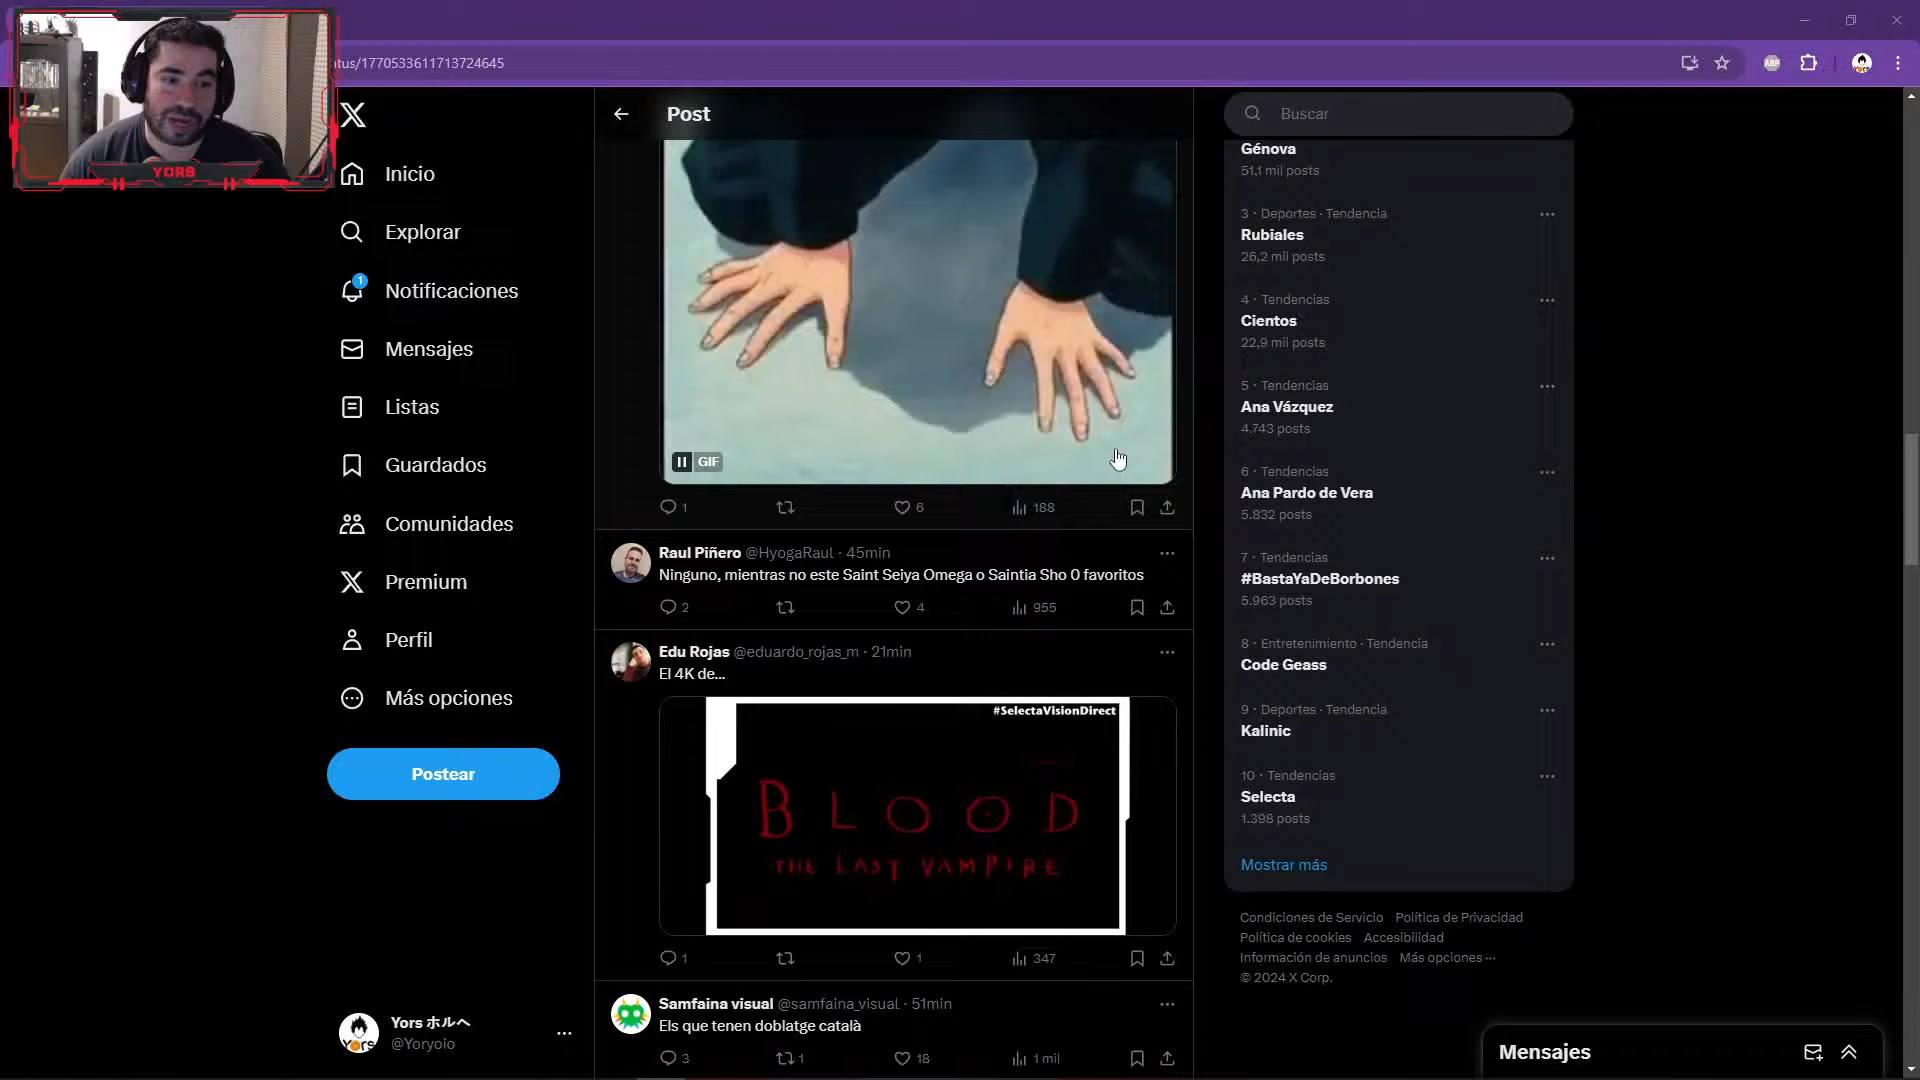 YORS
tus/1770533611713724645
ABP
Inicio
Explorar
1
Notificaciones
Mensajes
Listas
Guardados
Comunidades
Premium
Perfil
Más opciones
Postear
Yors ホルヘ
@Yoryoio
Post
GIF
1
6
188
Raul Piñero @HyogaRaul · 45min
Ninguno, mientras no este Saint Seiya Omega o Saintia Sho 0 favoritos
2
4
955
Edu Rojas @eduardo_rojas_m · 21min
El 4K de...
#SelectaVisionDirect
BLOOD
THE LAST VAMPIRE
1
1
347
Samfaina visual @samfaina_visual · 51min
Els que tenen doblatge català
3
1
18
1 mil
Buscar
Génova
51,1 mil posts
3 · Deportes · Tendencia
Rubiales
26,2 mil posts
4 · Tendencias
Cientos
22,9 mil posts
5 · Tendencias
Ana Vázquez
4.743 posts
6 · Tendencias
Ana Pardo de Vera
5.832 posts
7 · Tendencias
#BastaYaDeBorbones
5.963 posts
8 · Entretenimiento · Tendencia
Code Geass
9 · Deportes · Tendencia
Kalinic
10 · Tendencias
Selecta
1.398 posts
Mostrar más
Condiciones de Servicio Política de Privacidad
Política de cookies Accesibilidad
Información de anuncios Más opciones ···
© 2024 X Corp.
Mensajes